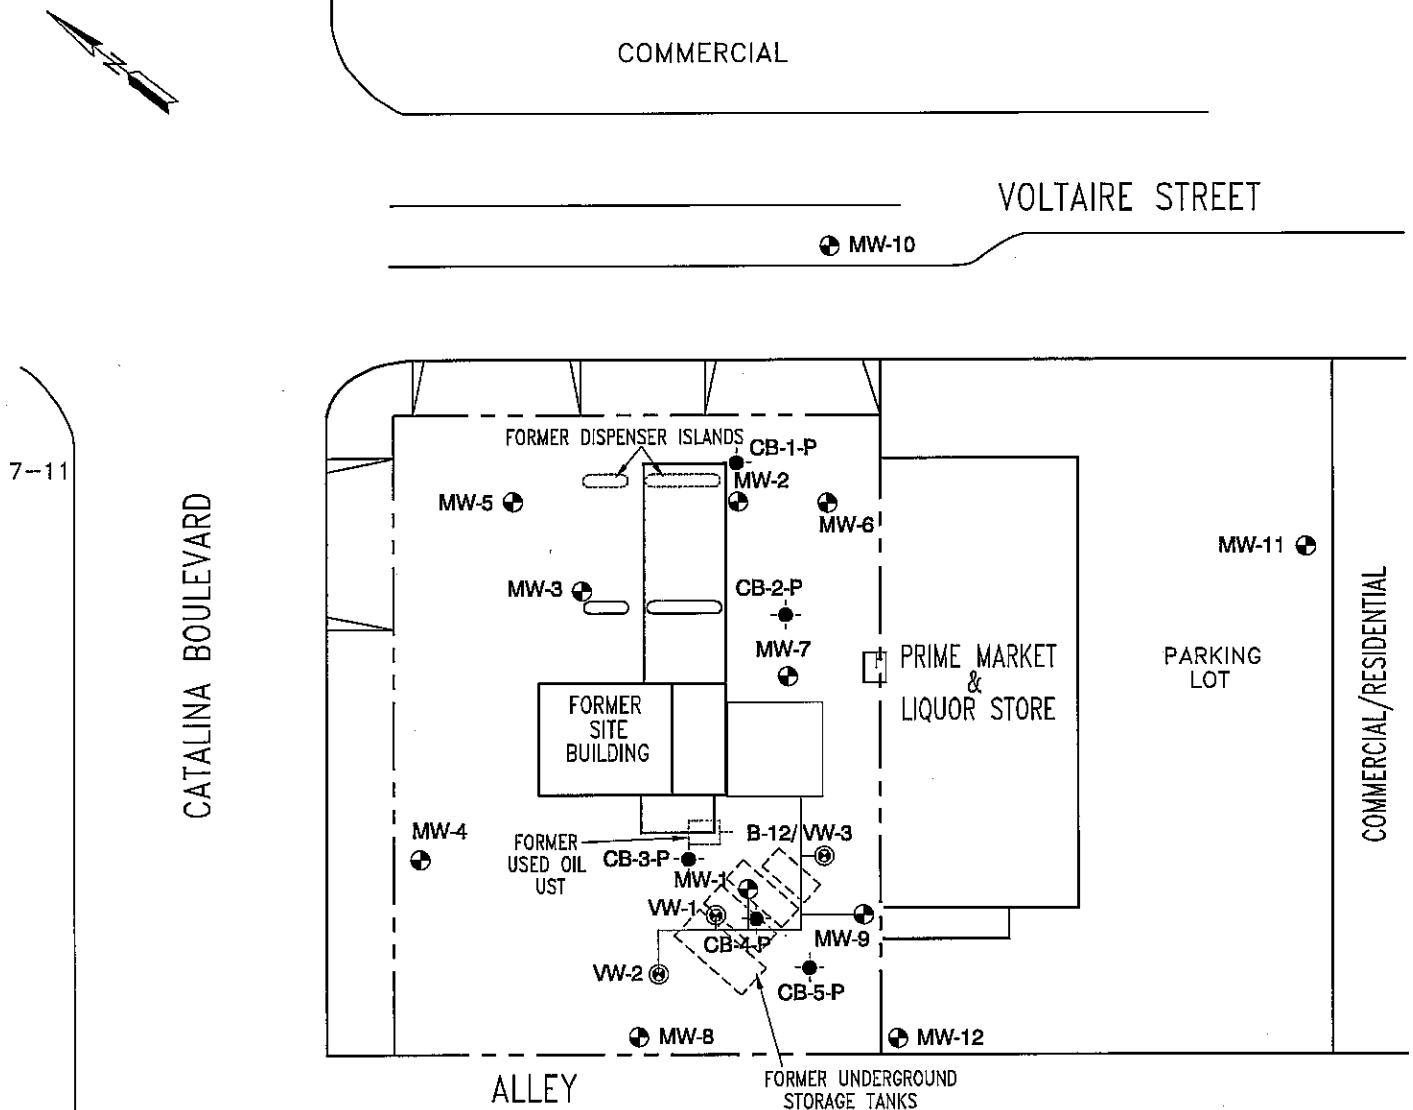 N
COMMERCIAL
VOLTAIRE STREET
MW-10
7-11
CATALINA BOULEVARD
FORMER DISPENSER ISLANDS
CB-1-P
MW-2
MW-5
MW-6
MW-11
MW-3
CB-2-P
MW-7
PRIME MARKET
&
LIQUOR STORE
PARKING
LOT
COMMERCIAL/RESIDENTIAL
FORMER
SITE
BUILDING
MW-4
FORMER
USED OIL
UST
B-12/VW-3
CB-3-P
MW-1
VW-1
CB-4-P
MW-9
VW-2
CB-5-P
MW-8
MW-12
ALLEY
FORMER UNDERGROUND
STORAGE TANKS